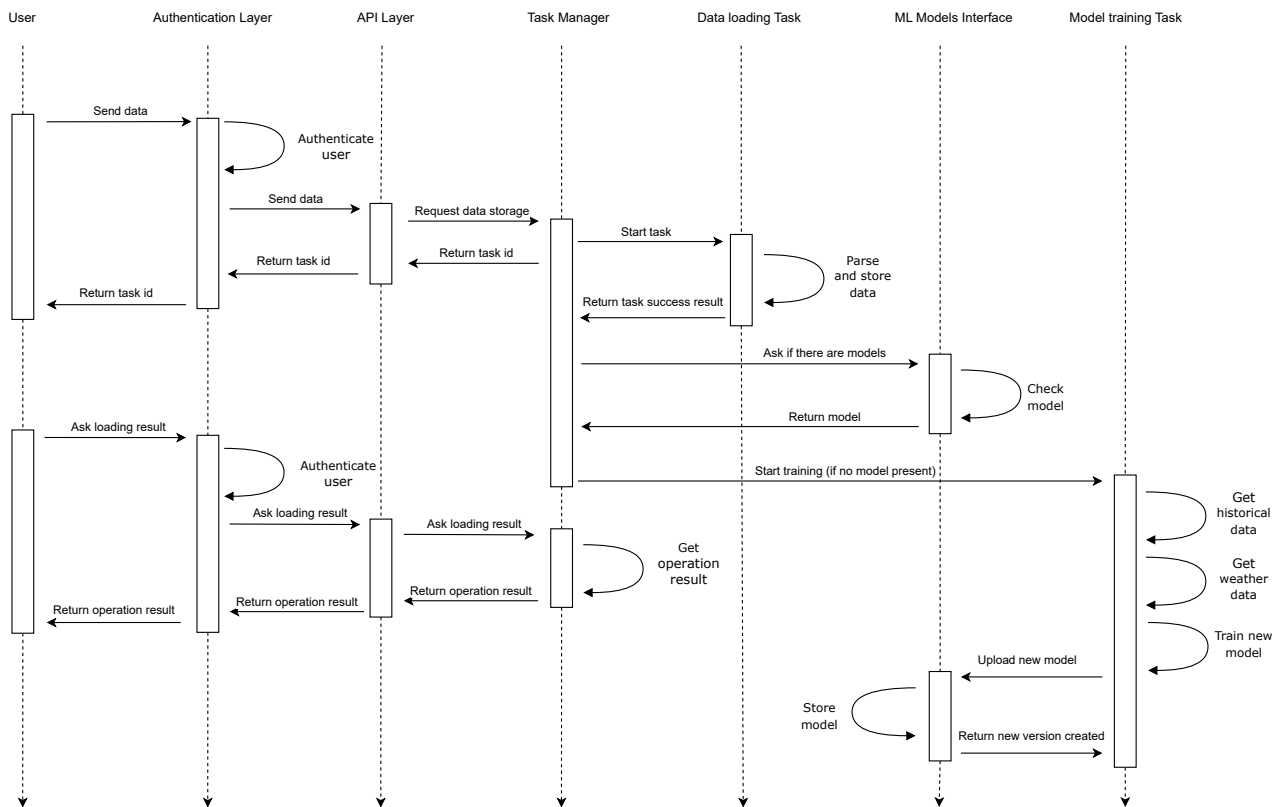 User
Authentication Layer
API Layer
Task Manager
Data loading Task
ML Models Interface
Model training Task
Send data
Authenticate
user
Send data
Request data storage
Start task
Return task id
Return task id
Return task id
Parse
and store
data
Return task success result
Ask if there are models
Check
model
Return model
Ask loading result
Authenticate
user
Start training (if no model present)
Ask loading result
Ask loading result
Get
operation
result
Get
historical
data
Get
weather
data
Return operation result
Return operation result
Return operation result
Train new
model
Upload new model
Store
model
Return new version created